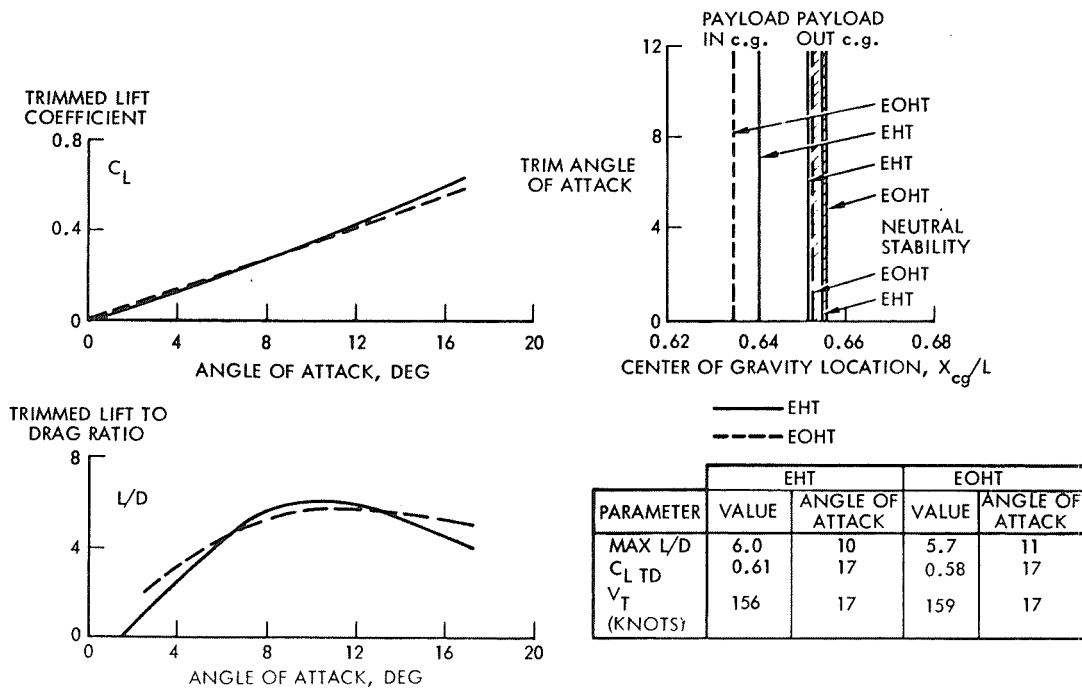 TRIMMED LIFT
COEFFICIENT
0.8
C_L
0.4
0
0 4 8 12 16 20
ANGLE OF ATTACK, DEG
PAYLOAD PAYLOAD
IN c.g. OUT c.g.
12
8
TRIM ANGLE
OF ATTACK
4
0
EOHT
EHT
EHT
EOHT
NEUTRAL
STABILITY
EOHT
EHT
0.62 0.64 0.66 0.68
CENTER OF GRAVITY LOCATION, X_cg/L
EHT
EOHT
TRIMMED LIFT TO
DRAG RATIO
8
L/D
4
0
0 4 8 12 16 20
ANGLE OF ATTACK, DEG
EHT EOHT
PARAMETER VALUE ANGLE OF ATTACK VALUE ANGLE OF ATTACK
MAX L/D 6.0 10 5.7 11
C_L TD 0.61 17 0.58 17
V_T 156 17 159 17
(KNOTS)